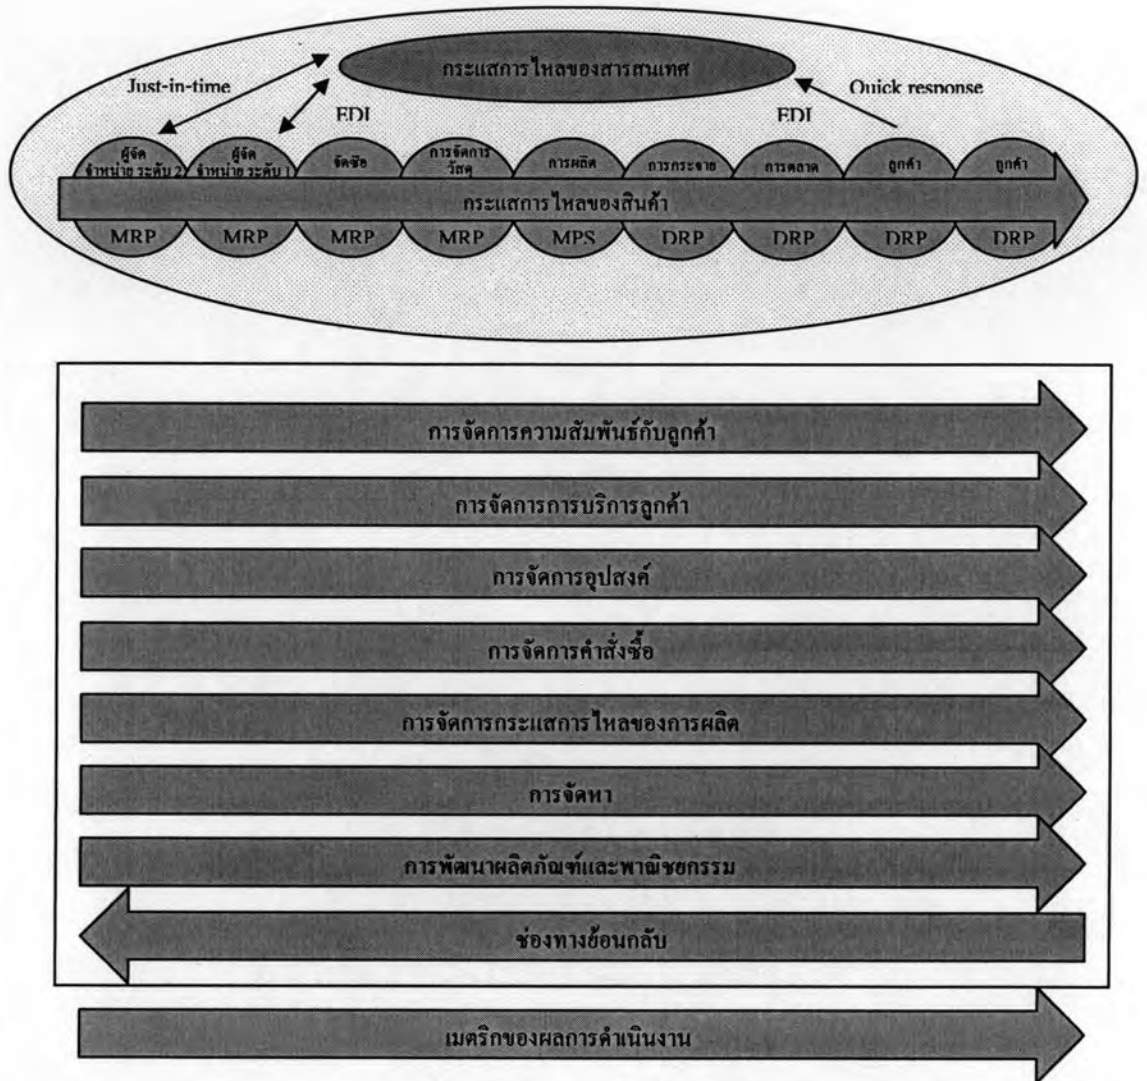 กระแสการไหลของสารสนเทศ
Just-in-time
Quick response
EDI
EDI
ผู้จัด
จำหน่าย ระดับ 2
ผู้จัด
จำหน่าย ระดับ 1
จัดซื้อ
การจัดการ
วัสดุ
การผลิต
การกระจาย
การตลาด
ลูกค้า
ลูกค้า
กระแสการไหลของสินค้า
MRP
MRP
MRP
MRP
MPS
DRP
DRP
DRP
DRP
การจัดการความสัมพันธ์กับลูกค้า
การจัดการการบริการลูกค้า
การจัดการอุปสงค์
การจัดการคำสั่งซื้อ
การจัดการกระแสการไหลของการผลิต
การจัดหา
การพัฒนาผลิตภัณฑ์และพาณิชยกรรม
ช่องทางย้อนกลับ
เมตริกของผลการดำเนินงาน